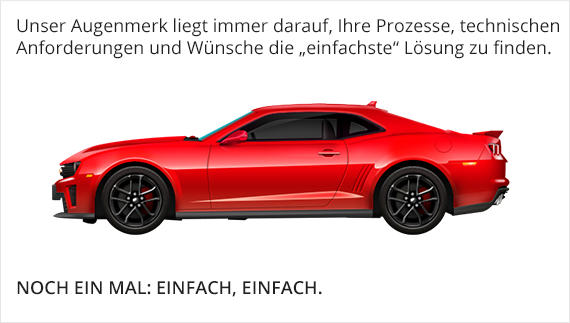 Unser Augenmerk liegt immer darauf, Ihre Prozesse, technischen
Anforderungen und Wünsche die „einfachste“ Lösung zu finden.
NOCH EIN MAL: EINFACH, EINFACH.